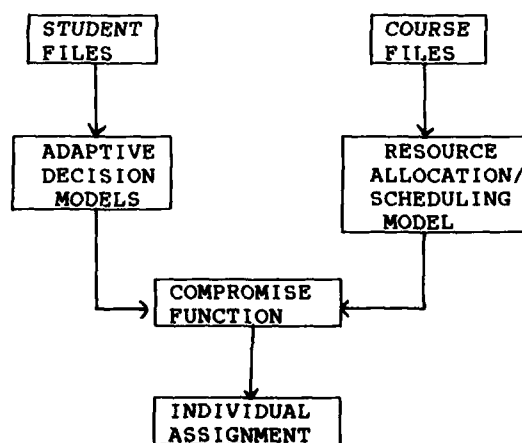 STUDENT
FILES
COURSE
FILES
ADAPTIVE
DECISION
MODELS
RESOURCE
ALLOCATION/
SCHEDULING
MODEL
COMPROMISE
FUNCTION
INDIVIDUAL
ASSIGNMENT